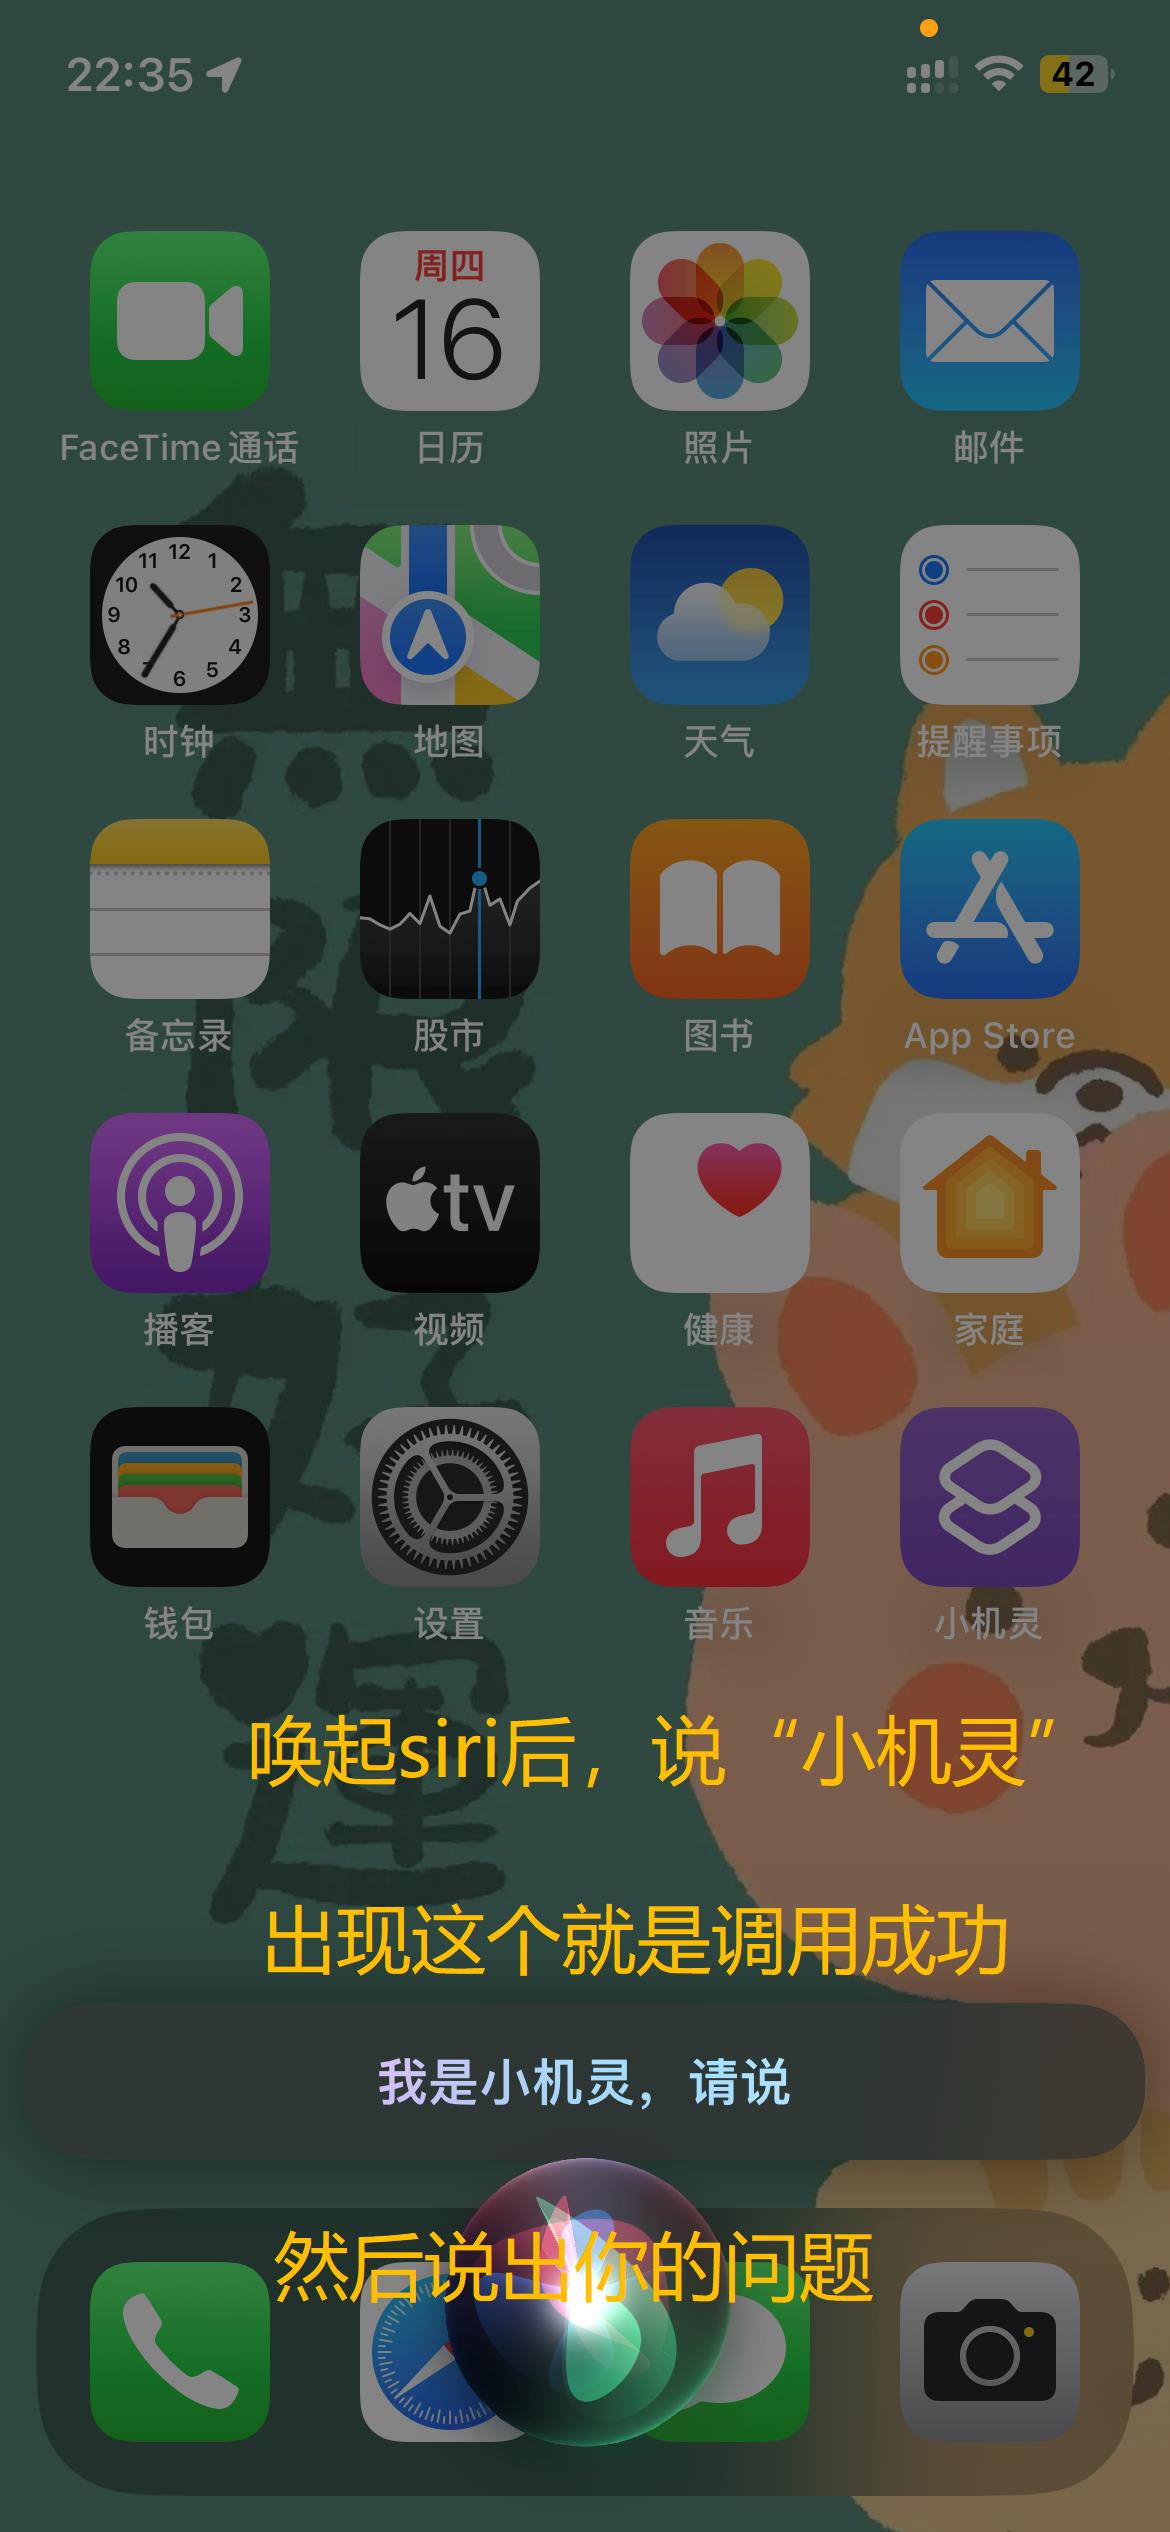 22:35
42
周四
16
FaceTime 通话
日历
照片
邮件
12
11
1
10
2
9
3
8
4
5
6
时钟
地图
天气
提醒事项
备忘录
股市
图书
App Store
tv
播客
视频
健康
家庭
钱包
设置
音乐
小机灵
無限好運
唤起siri后，说“小机灵”
出现这个就是调用成功
我是小机灵，请说
然后说出你的问题